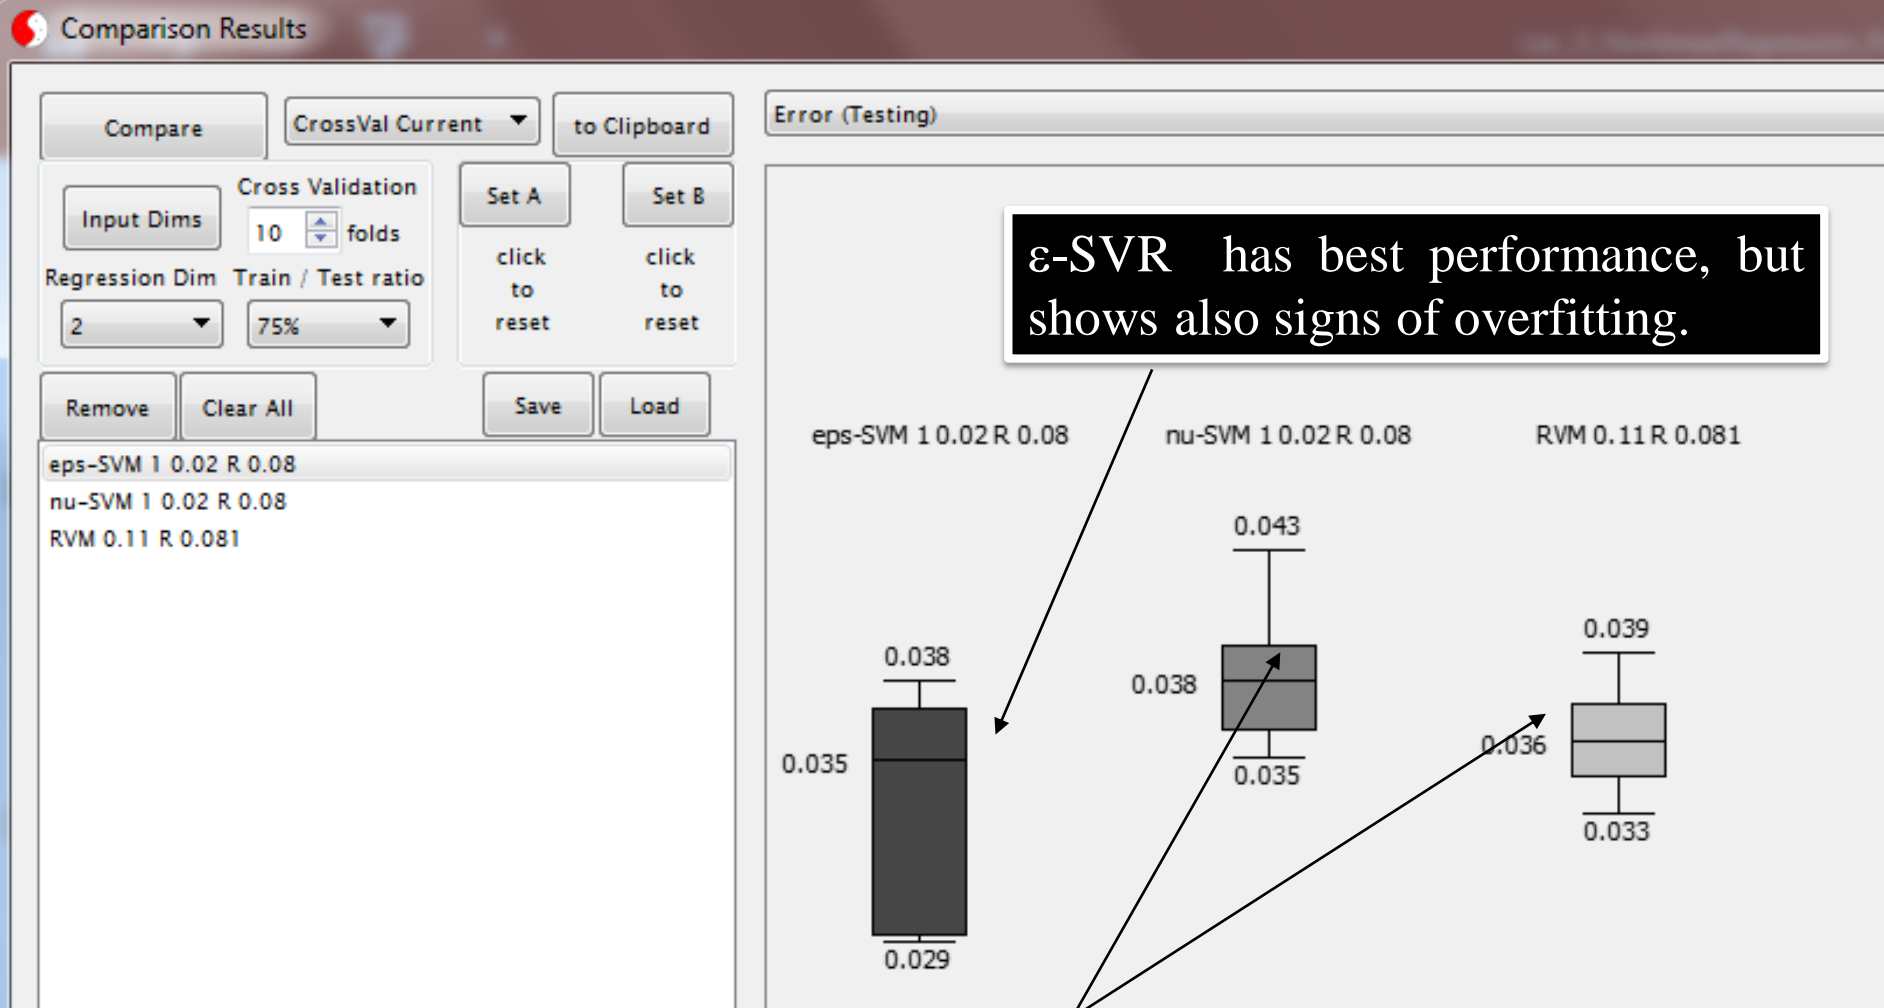 Comparison Results
Compare
CrossVal Current
to Clipboard
Error (Testing)
Input Dims
Cross Validation
10 folds
Regression Dim
Train / Test ratio
2
75%
Set A
Set B
click
to
reset
click
to
reset
Remove
Clear All
Save
Load
eps-SVM 1 0.02 R 0.08
nu-SVM 1 0.02 R 0.08
RVM 0.11 R 0.081
ε-SVR has best performance, but
shows also signs of overfitting.
eps-SVM 1 0.02 R 0.08
nu-SVM 1 0.02 R 0.08
RVM 0.11 R 0.081
0.038
0.035
0.029
0.043
0.038
0.035
0.039
0.036
0.033